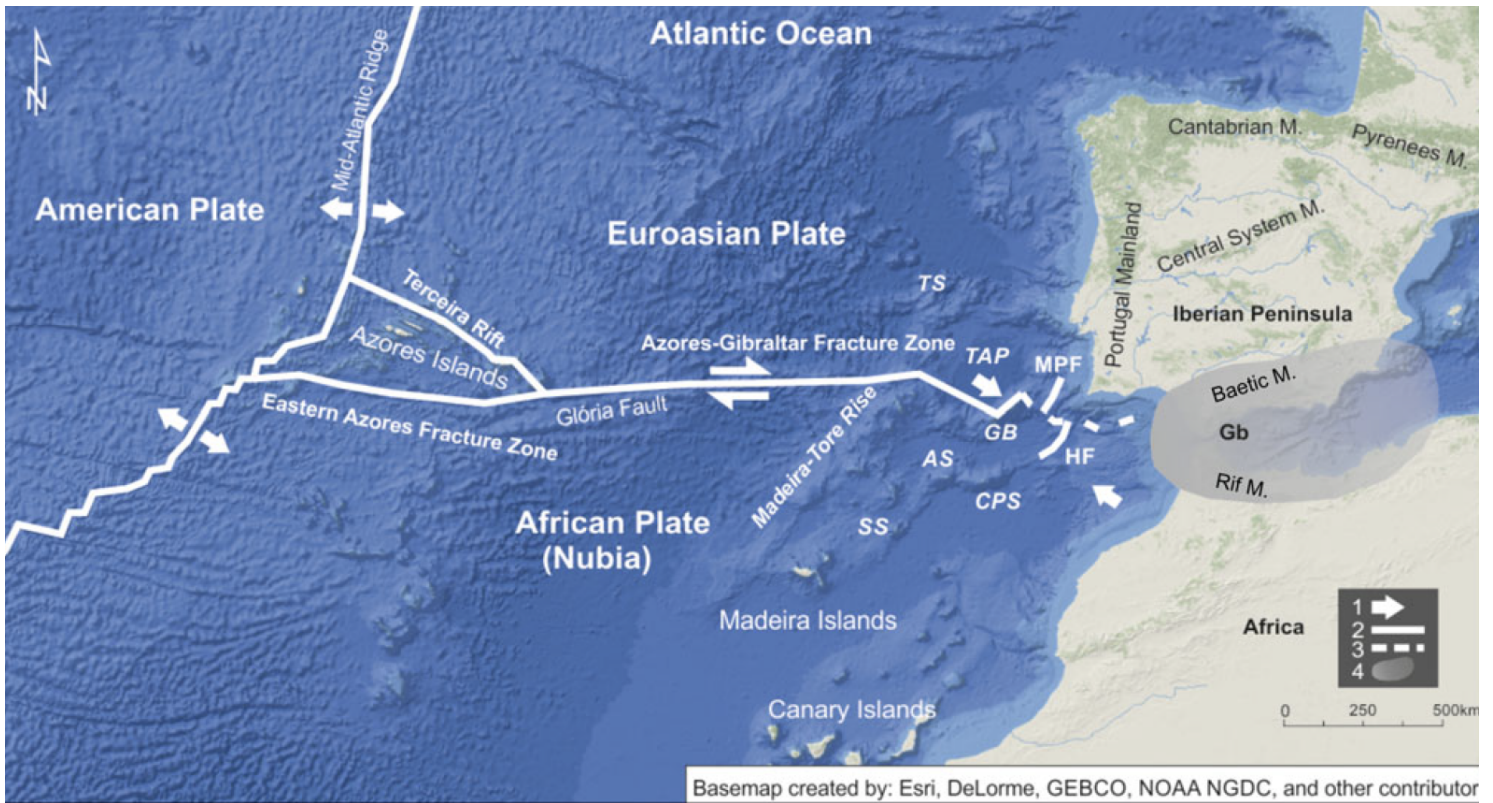 Atlantic Ocean
N
Mid-Atlantic Ridge
Cantabrian M.
Pyrenees M.
American Plate
Euroasian Plate
Portugal Mainland
Central System M.
TS
Terceira Rift
Iberian Peninsula
Azores Islands
Azores-Gibraltar Fracture Zone
TAP
MPF
Baetic M.
Eastern Azores Fracture Zone
Glória Fault
Madeira-Tore Rise
GB
Gb
AS
HF
Rif M.
CPS
African Plate
(Nubia)
SS
Madeira Islands
Africa
1
2
3
4
Canary Islands
0 250 500km
Basemap created by: Esri, DeLorme, GEBCO, NOAA NGDC, and other contributor